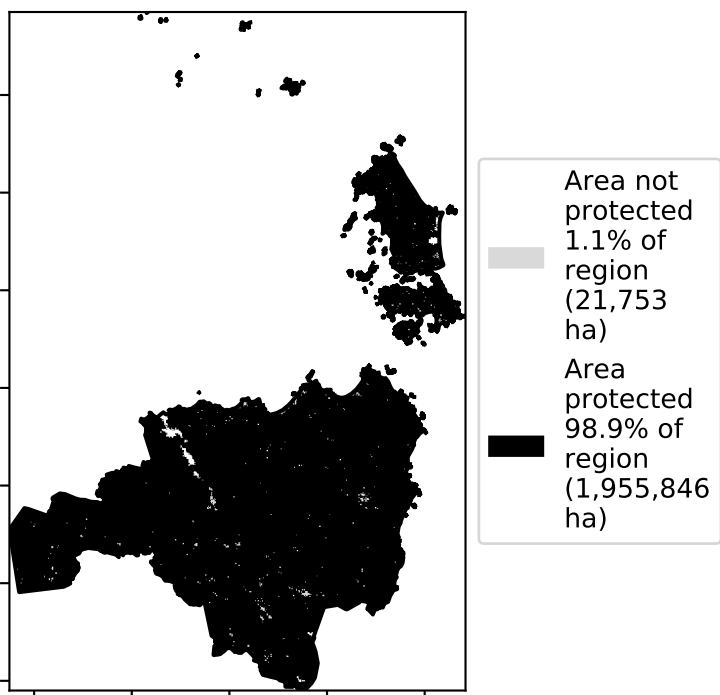 Area not
protected
1.1% of
region
(21,753
ha)
Area
protected
98.9% of
region
(1,955,846
ha)